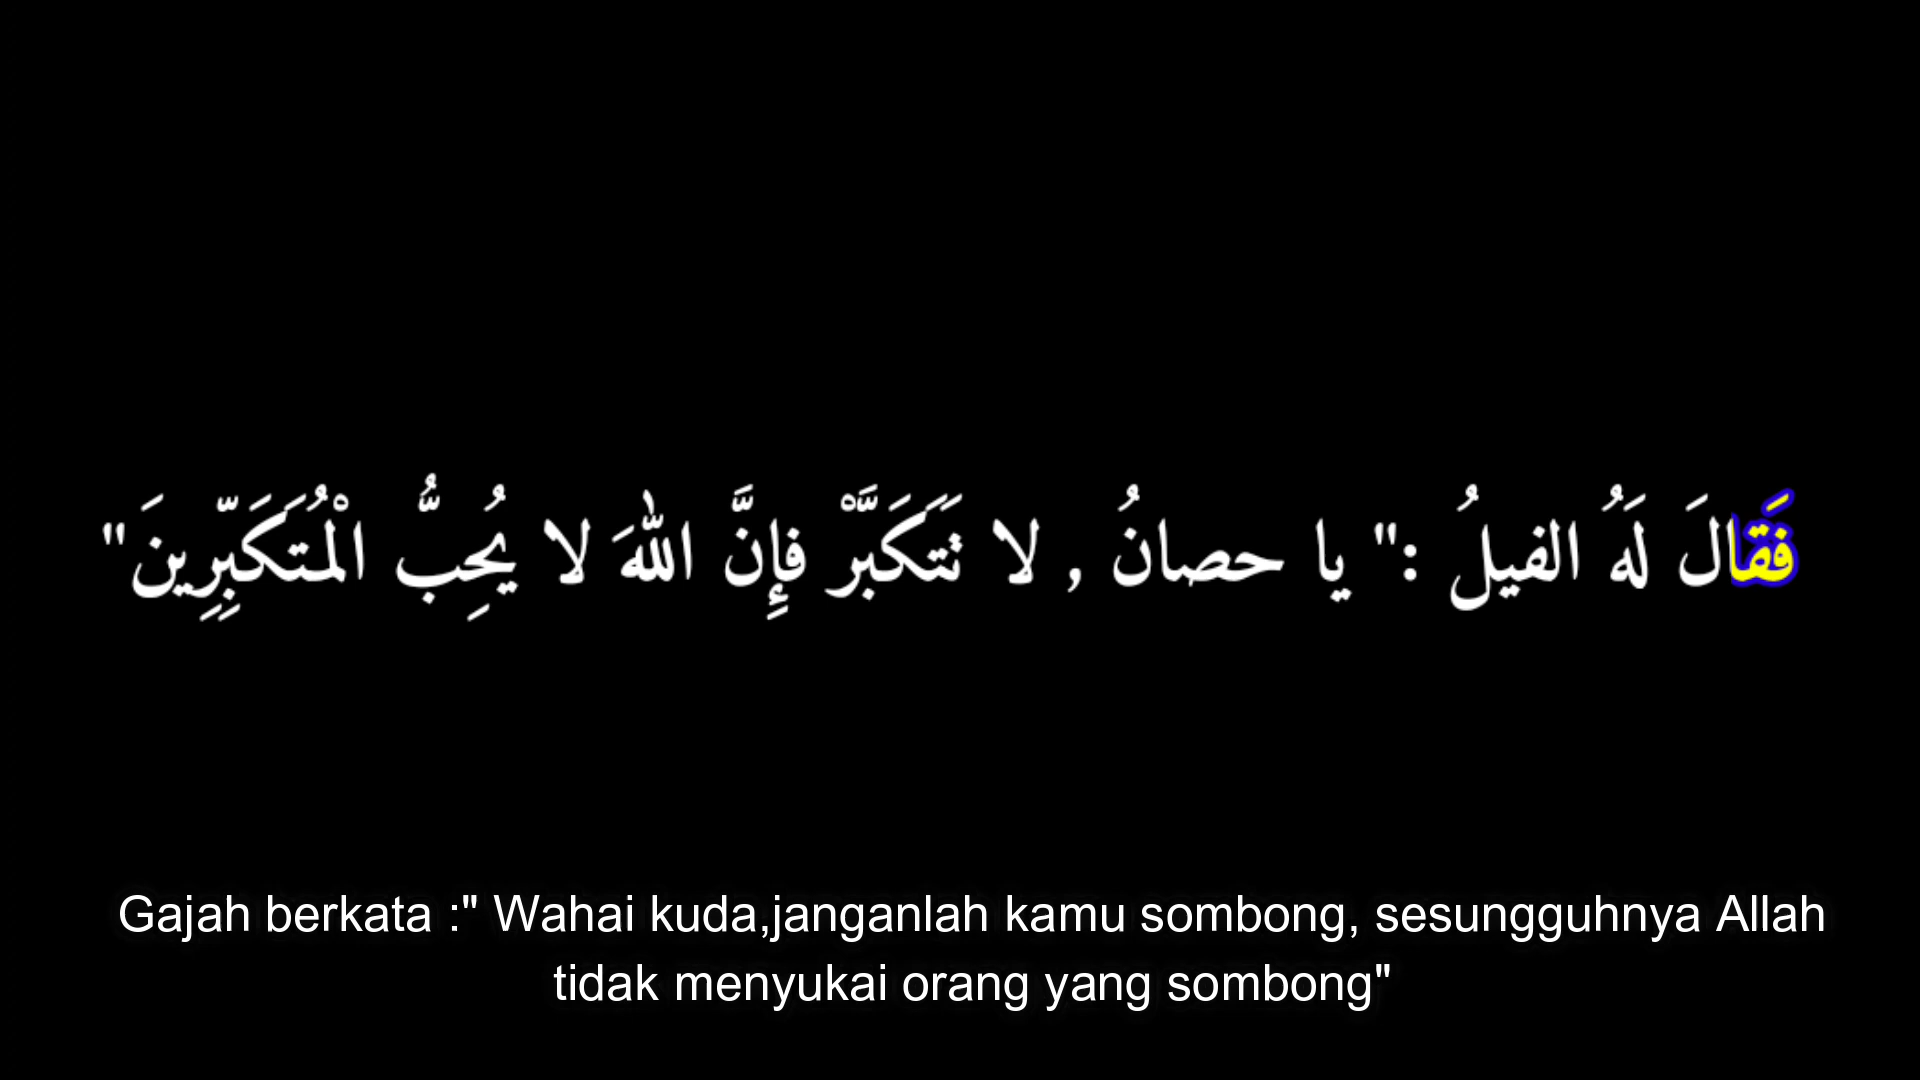 فَقَالَ لَهُ الفيلُ :" يا حصانُ , لا تَتَكَبَّرْ فإِنَّ اللهَ لا يُحِبُّ الْمُتَكَبِّرِينَ"
Gajah berkata :" Wahai kuda,janganlah kamu sombong, sesungguhnya Allah
tidak menyukai orang yang sombong"